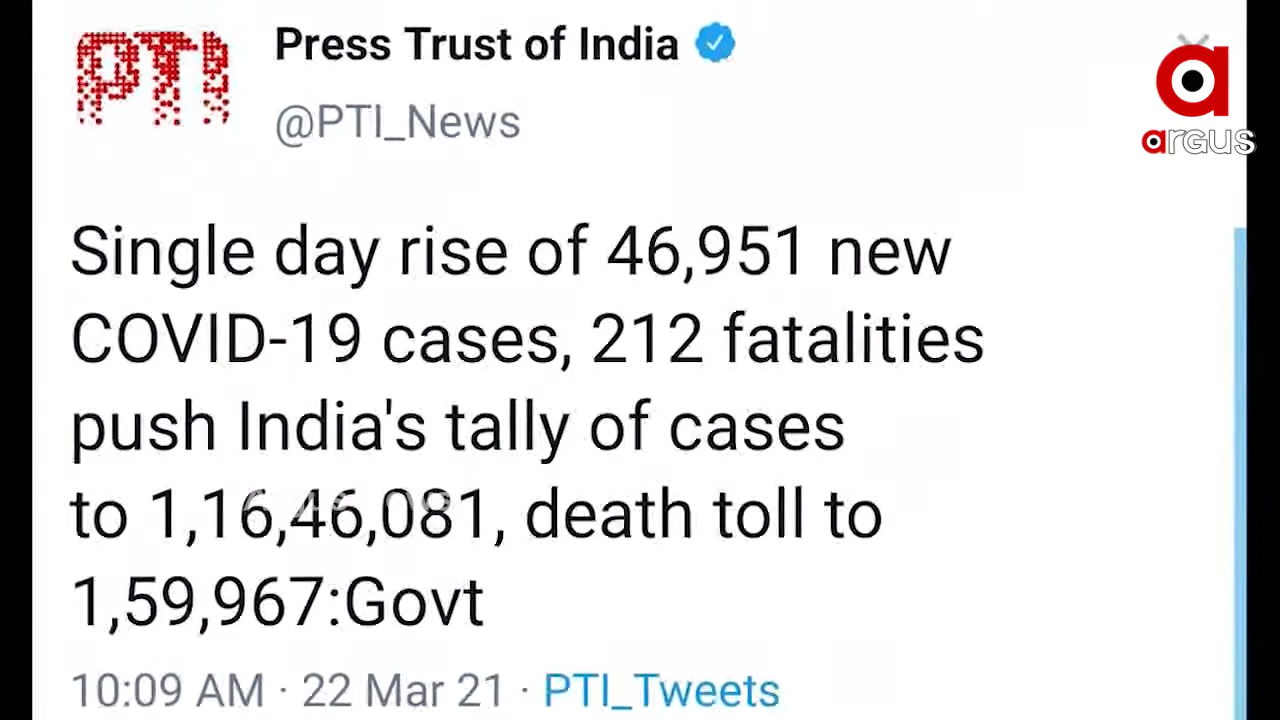 PTI
Press Trust of India
@PTI_News
a
argus
Single day rise of 46,951 new
COVID-19 cases, 212 fatalities
push India's tally of cases
to 1,16,46,081, death toll to
1,59,967:Govt
10:09 AM · 22 Mar 21 · PTI_Tweets